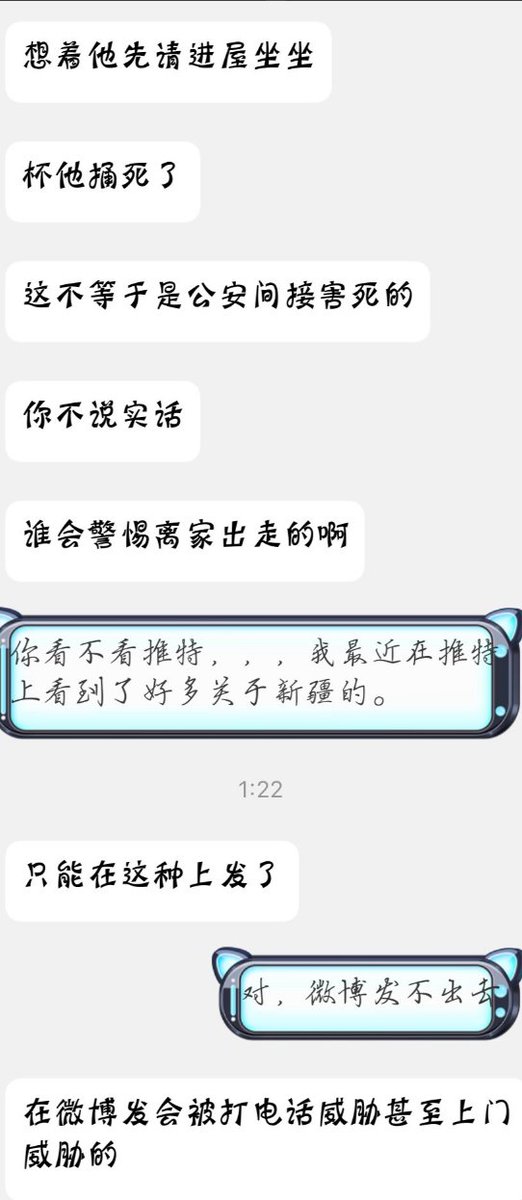 想着他先请进屋坐坐
杯他捅死了
这不等于是公安间接害死的
你不说实话
谁会警惕离家出走的啊
你看不看推特，，，我最近在推特
上看到了好多关于新疆的。
1:22
只能在这种上发了
对，微博发不出去
在微博发会被打电话威胁甚至上门
威胁的